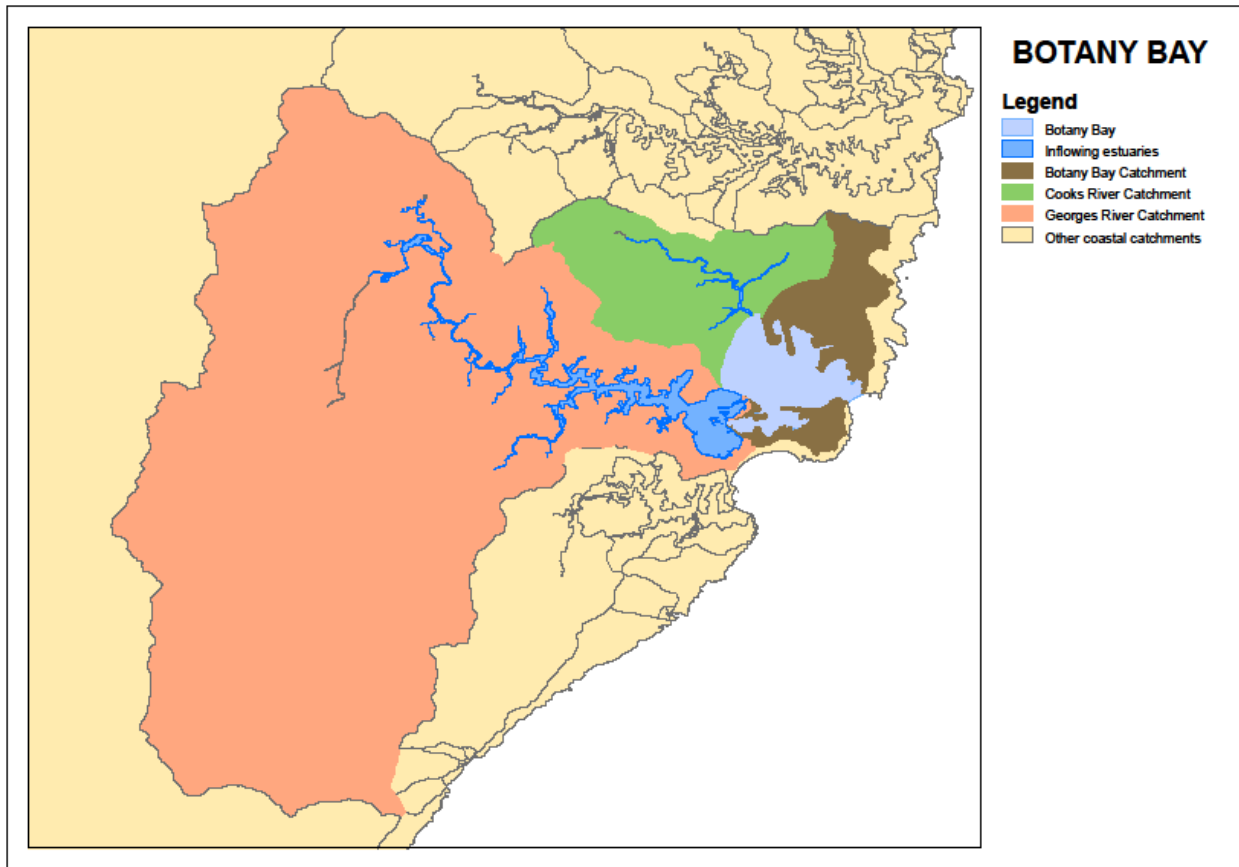 BOTANY BAY
Legend
Botany Bay
Inflowing estuaries
Botany Bay Catchment
Cooks River Catchment
Georges River Catchment
Other coastal catchments